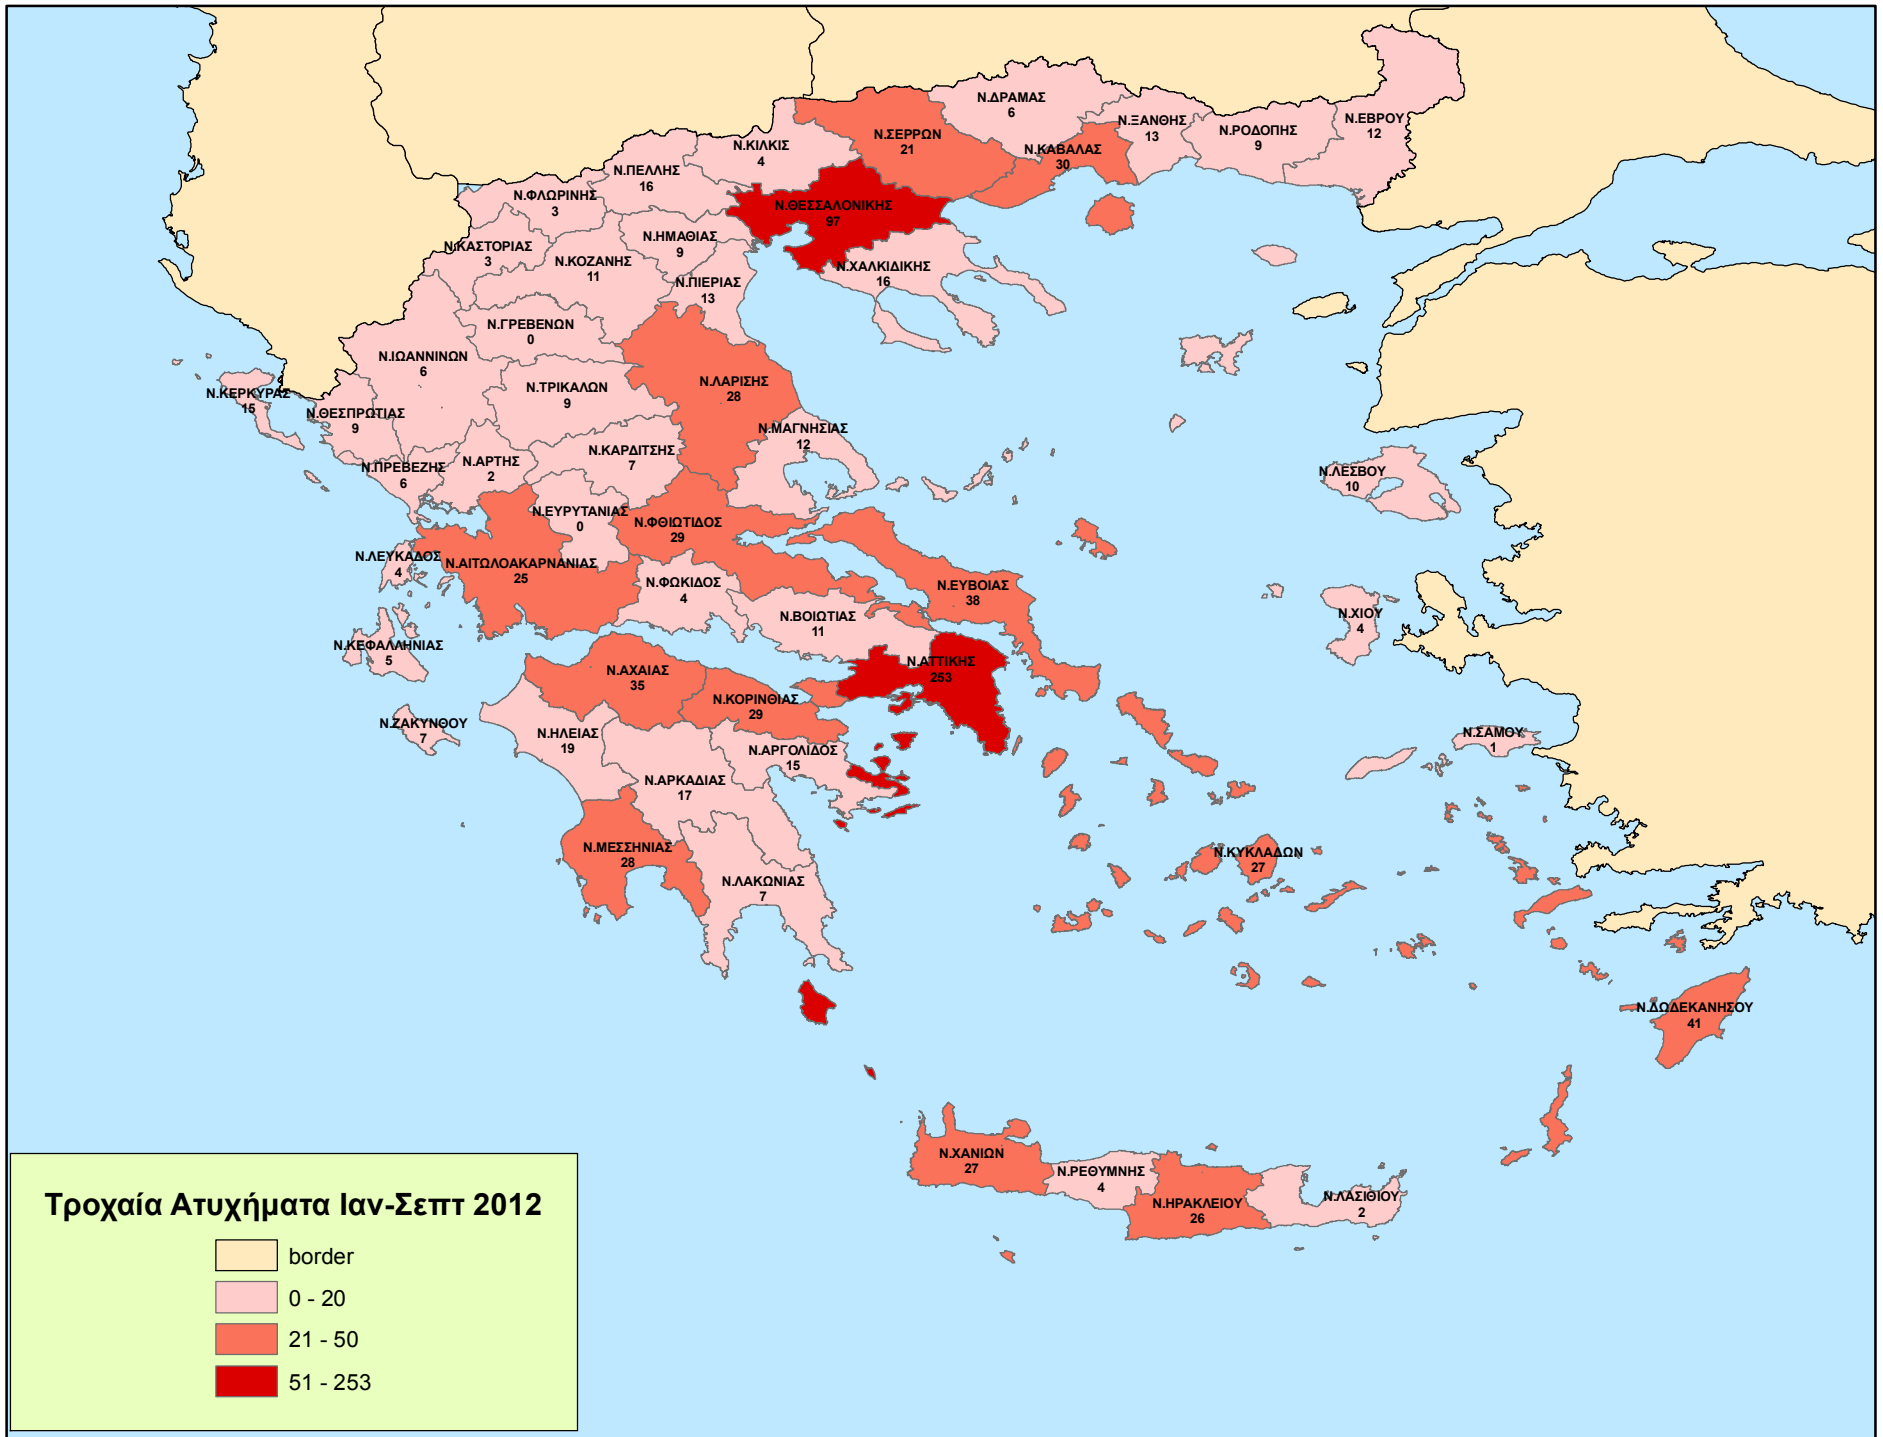 Ν.ΔΡΑΜΑΣ
6
Ν.ΞΑΝΘΗΣ
13
Ν.ΡΟΔΟΠΗΣ
9
Ν.ΕΒΡΟΥ
12
Ν.ΣΕΡΡΩΝ
21
Ν.ΚΑΒΑΛΑΣ
30
Ν.ΚΙΛΚΙΣ
4
Ν.ΠΕΛΛΗΣ
16
Ν.ΦΛΩΡΙΝΗΣ
3
Ν.ΘΕΣΣΑΛΟΝΙΚΗΣ
97
Ν.ΗΜΑΘΙΑΣ
9
Ν.ΚΑΣΤΟΡΙΑΣ
3
Ν.ΚΟΖΑΝΗΣ
11
Ν.ΧΑΛΚΙΔΙΚΗΣ
16
Ν.ΠΙΕΡΙΑΣ
13
Ν.ΓΡΕΒΕΝΩΝ
0
Ν.ΙΩΑΝΝΙΝΩΝ
6
Ν.ΛΑΡΙΣΗΣ
28
Ν.ΤΡΙΚΑΛΩΝ
9
Ν.ΚΕΡΚΥΡΑΣ
15
Ν.ΘΕΣΠΡΩΤΙΑΣ
9
Ν.ΜΑΓΝΗΣΙΑΣ
12
Ν.ΚΑΡΔΙΤΣΗΣ
7
Ν.ΑΡΤΗΣ
2
Ν.ΠΡΕΒΕΖΗΣ
6
Ν.ΛΕΣΒΟΥ
10
Ν.ΕΥΡΥΤΑΝΙΑΣ
0
Ν.ΦΘΙΩΤΙΔΟΣ
29
Ν.ΛΕΥΚΑΔΟΣ
4
Ν.ΑΙΤΩΛΟΑΚΑΡΝΑΝΙΑΣ
25
Ν.ΦΩΚΙΔΟΣ
4
Ν.ΕΥΒΟΙΑΣ
38
Ν.ΧΙΟΥ
4
Ν.ΒΟΙΩΤΙΑΣ
11
Ν.ΚΕΦΑΛΛΗΝΙΑΣ
5
Ν.ΑΤΤΙΚΗΣ
253
Ν.ΑΧΑΙΑΣ
35
Ν.ΚΟΡΙΝΘΙΑΣ
29
Ν.ΖΑΚΥΝΘΟΥ
7
Ν.ΗΛΕΙΑΣ
19
Ν.ΣΑΜΟΥ
1
Ν.ΑΡΓΟΛΙΔΟΣ
15
Ν.ΑΡΚΑΔΙΑΣ
17
Ν.ΜΕΣΣΗΝΙΑΣ
28
Ν.ΚΥΚΛΑΔΩΝ
27
Ν.ΛΑΚΩΝΙΑΣ
7
Ν.ΔΩΔΕΚΑΝΗΣΟΥ
41
Ν.ΧΑΝΙΩΝ
27
Ν.ΡΕΘΥΜΝΗΣ
4
Ν.ΗΡΑΚΛΕΙΟΥ
26
Ν.ΛΑΣΙΘΙΟΥ
2
Τροχαία Ατυχήματα Ιαν-Σεπτ 2012
border
0 - 20
21 - 50
51 - 253